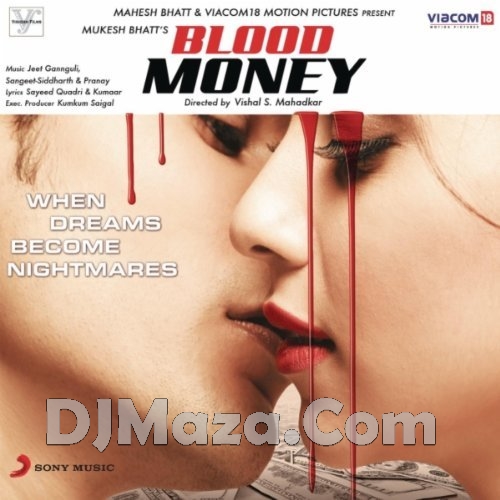 MAHESH BHATT & VIACOM18 MOTION PICTURES PRESENT
MUKESH BHATT'S
BLOOD
MONEY
Directed by Vishal S. Mahadkar
VIACOM 18
MOTION PICTURES
Music Jeet Gannguli,
Sangeet-Siddharth & Pranay
Lyrics Sayeed Quadri & Kumaar
Exec. Producer Kumkum Saigal
WHEN
DREAMS
BECOME
NIGHTMARES
DJMaza.Com
SONY MUSIC